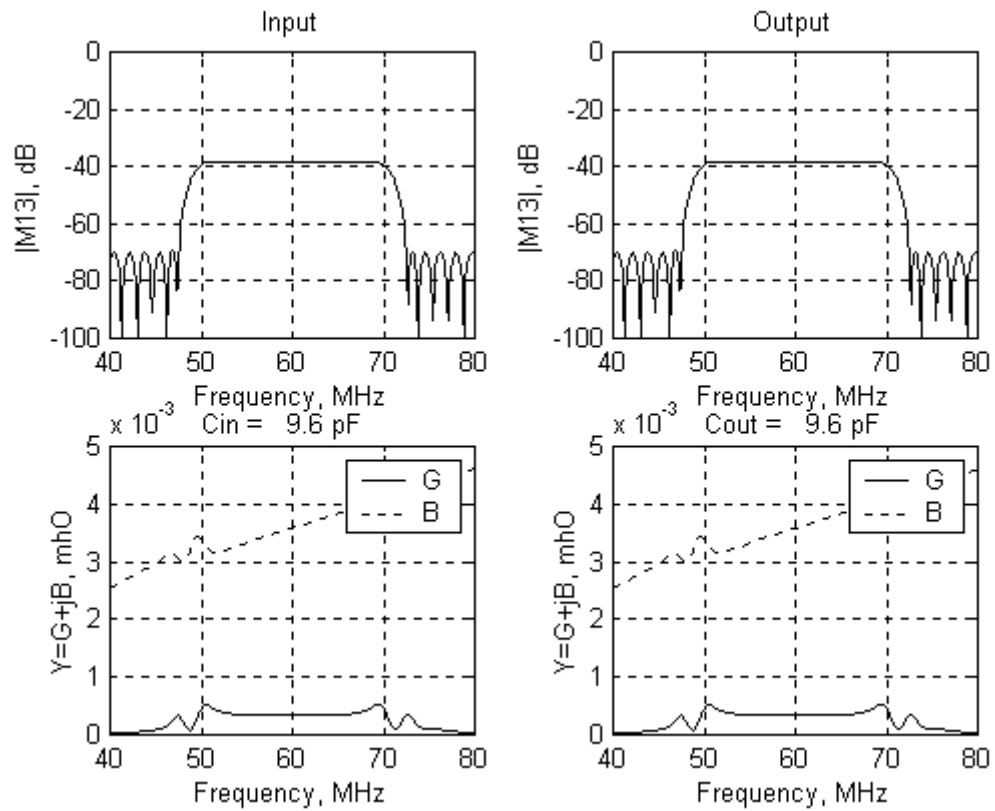 Input
Output
0
-20
-40
-60
-80
-100
|M13|, dB
40 50 60 70 80
Frequency, MHz
0
-20
-40
-60
-80
-100
|M13|, dB
40 50 60 70 80
Frequency, MHz
x 10-3 Cin = 9.6 pF
5
4
3
2
1
0
Y=G+jB, mhO
G
B
40 50 60 70 80
Frequency, MHz
x 10-3 Cout = 9.6 pF
5
4
3
2
1
0
Y=G+jB, mhO
G
B
40 50 60 70 80
Frequency, MHz